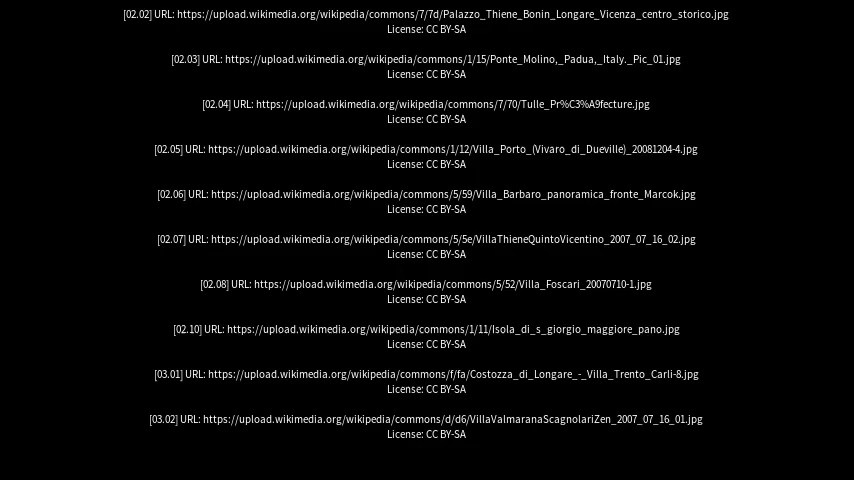 [02.02] URL: https://upload.wikimedia.org/wikipedia/commons/7/7d/Palazzo_Thiene_Bonin_Longare_Vicenza_centro_storico.jpg
License: CC BY-SA
[02.03] URL: https://upload.wikimedia.org/wikipedia/commons/1/15/Ponte_Molino,_Padua,_Italy._Pic_01.jpg
License: CC BY-SA
[02.04] URL: https://upload.wikimedia.org/wikipedia/commons/7/70/Tulle_Pr%C3%A9fecture.jpg
License: CC BY-SA
[02.05] URL: https://upload.wikimedia.org/wikipedia/commons/1/12/Villa_Porto_(Vivaro_di_Dueville)_20081204-4.jpg
License: CC BY-SA
[02.06] URL: https://upload.wikimedia.org/wikipedia/commons/5/59/Villa_Barbaro_panoramica_fronte_Marcok.jpg
License: CC BY-SA
[02.07] URL: https://upload.wikimedia.org/wikipedia/commons/5/5e/VillaThieneQuintoVicentino_2007_07_16_02.jpg
License: CC BY-SA
[02.08] URL: https://upload.wikimedia.org/wikipedia/commons/5/52/Villa_Foscari_20070710-1.jpg
License: CC BY-SA
[02.10] URL: https://upload.wikimedia.org/wikipedia/commons/1/11/Isola_di_s_giorgio_maggiore_pano.jpg
License: CC BY-SA
[03.01] URL: https://upload.wikimedia.org/wikipedia/commons/f/fa/Costozza_di_Longare_-_Villa_Trento_Carli-8.jpg
License: CC BY-SA
[03.02] URL: https://upload.wikimedia.org/wikipedia/commons/d/d6/VillaValmaranaScagnolariZen_2007_07_16_01.jpg
License: CC BY-SA